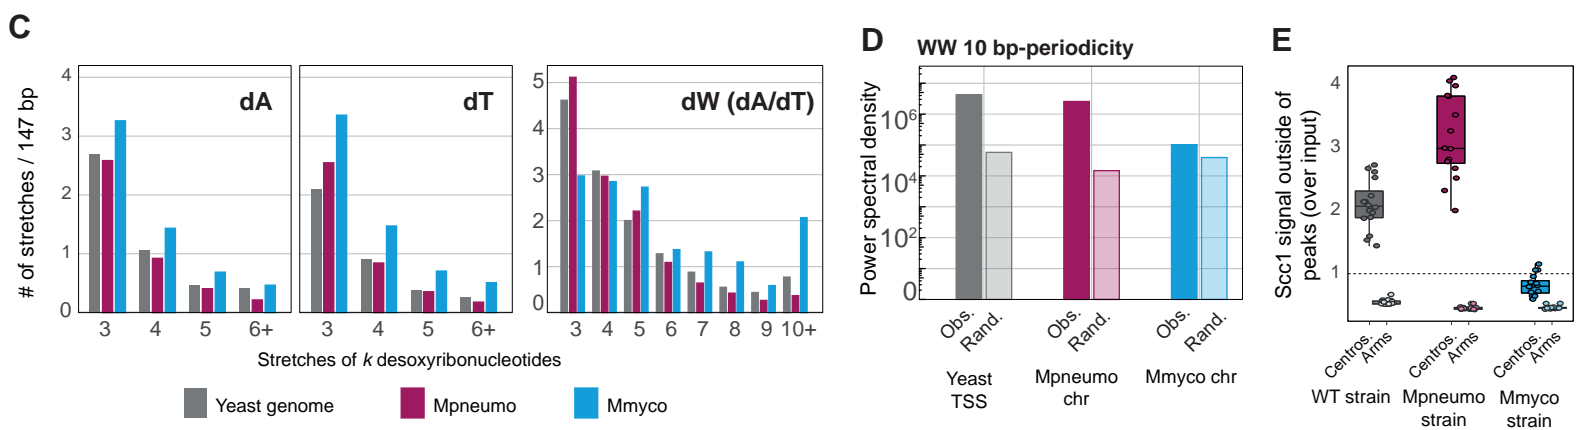 C
# of stretches / 147 bp
4
3
2
1
0
dA
3 4 5 6+
dT
3 4 5 6+
5
4
3
2
1
0
dW (dA/dT)
3 4 5 6 7 8 9 10+
Stretches of k desoxyribonucleotides
Yeast genome
Mpneumo
Mmyco
D
WW 10 bp-periodicity
Power spectral density
10^6
10^4
10^2
0
Obs. Rand. Obs. Rand. Obs. Rand.
Yeast
TSS
Mpneumo
chr
Mmyco chr
E
Scc1 signal outside of
peaks (over input)
4
3
2
1
Centros. Arms Centros. Arms Centros. Arms
WT strain
Mpneumo
strain
Mmyco
strain